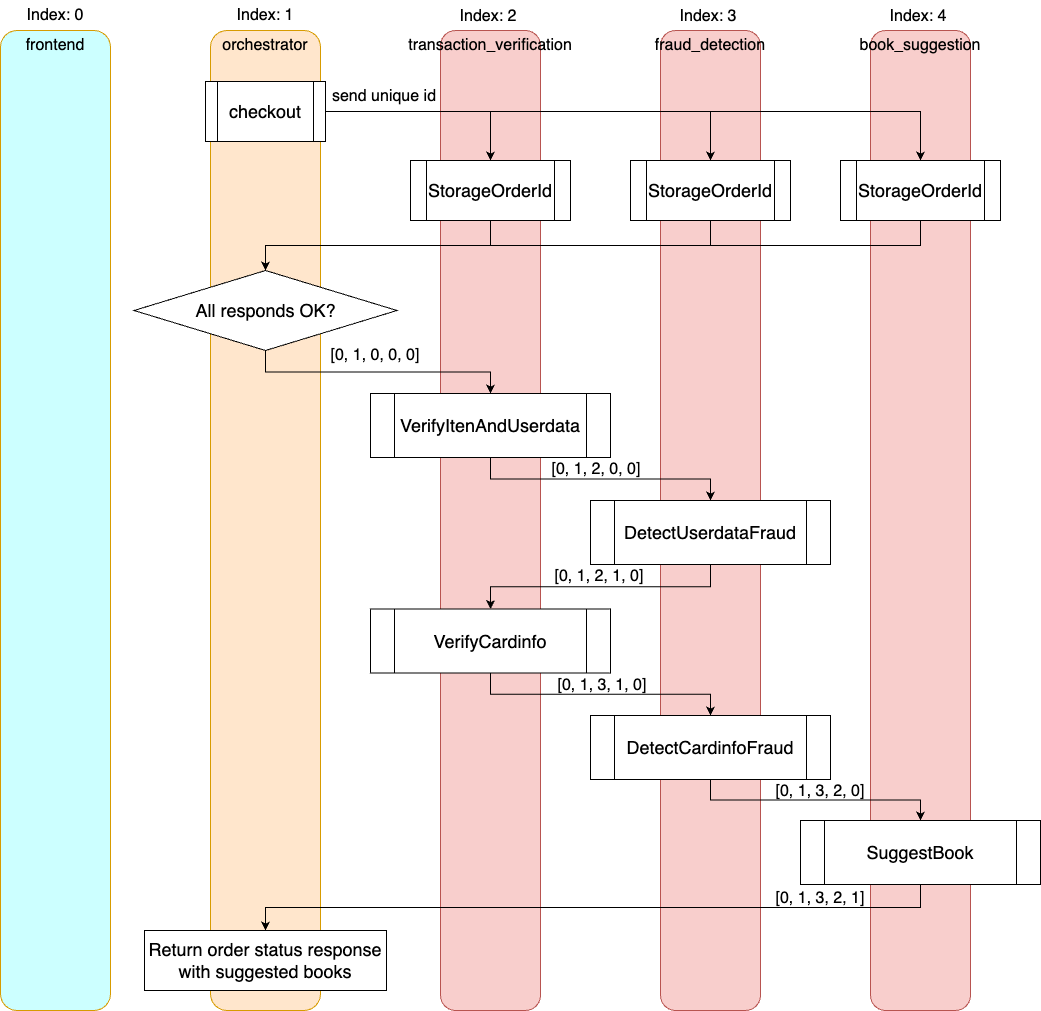 Index: 0
Index: 1
Index: 2
Index: 3
Index: 4
frontend
orchestrator
transaction_verification
fraud_detection
book_suggestion
send unique id
checkout
StorageOrderId
StorageOrderId
StorageOrderId
All responds OK?
[0, 1, 0, 0, 0]
VerifyItenAndUserdata
[0, 1, 2, 0, 0]
DetectUserdataFraud
[0, 1, 2, 1, 0]
VerifyCardinfo
[0, 1, 3, 1, 0]
DetectCardinfoFraud
[0, 1, 3, 2, 0]
SuggestBook
[0, 1, 3, 2, 1]
Return order status response
with suggested books